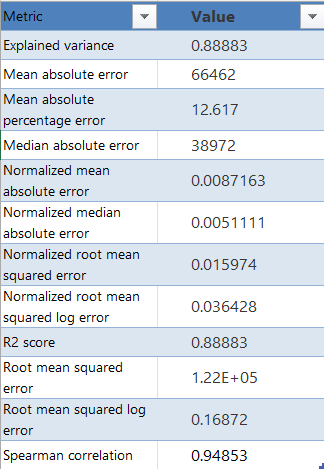 Metric Value
Explained variance 0.88883
Mean absolute error 66462
Mean absolute
percentage error 12.617
Median absolute error 38972
Normalized mean
absolute error 0.0087163
Normalized median
absolute error 0.0051111
Normalized root mean
squared error 0.015974
Normalized root mean
squared log error 0.036428
R2 score 0.88883
Root mean squared
error 1.22E+05
Root mean squared log
error 0.16872
Spearman correlation 0.94853